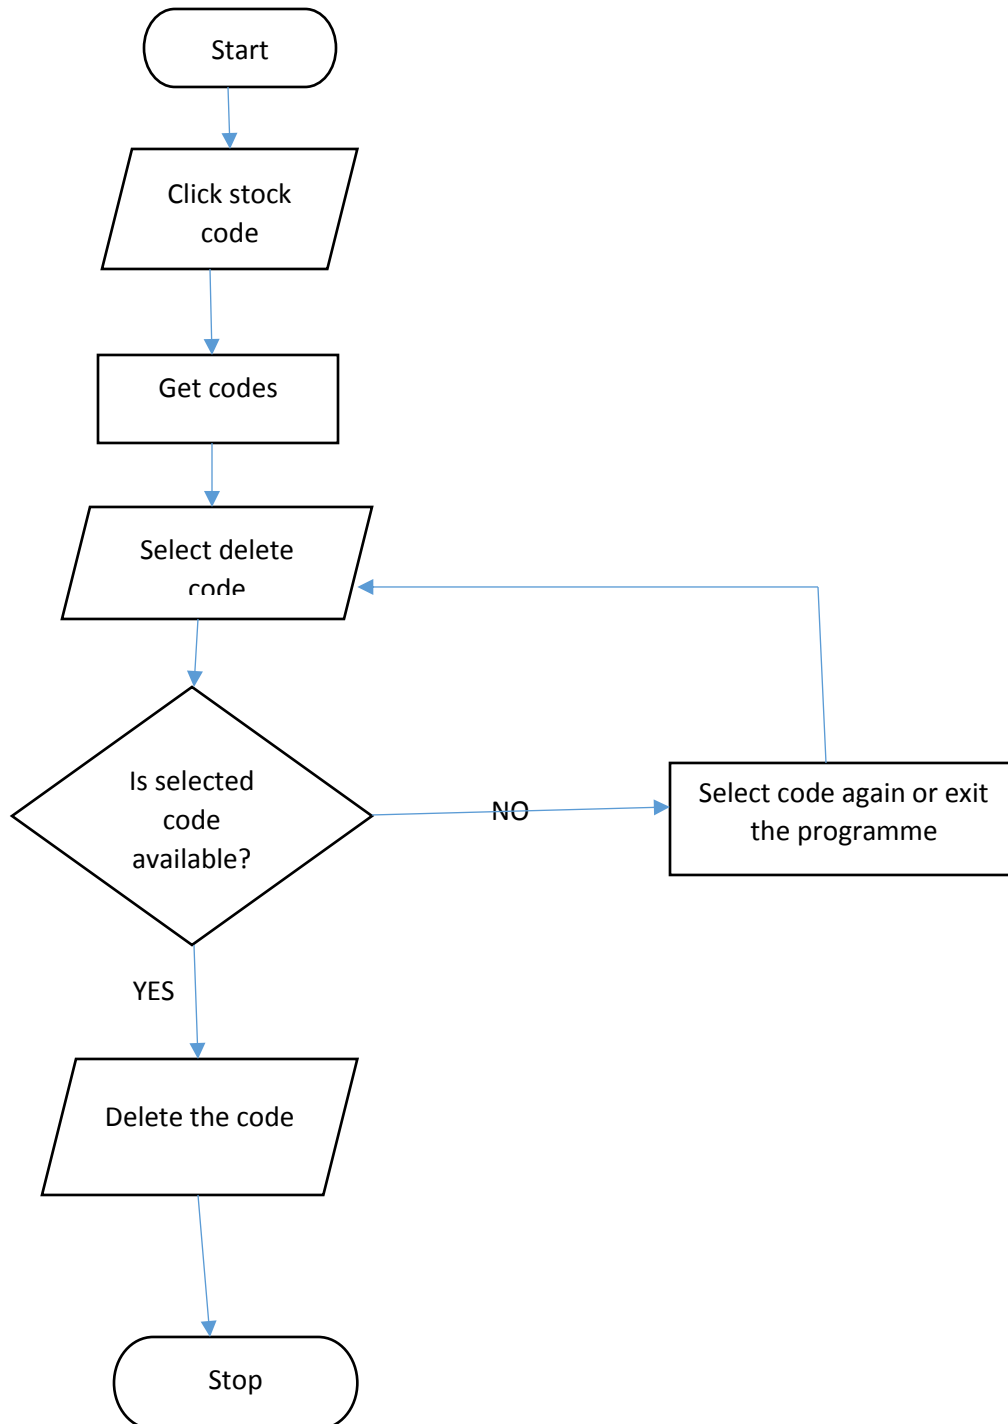 Start
Click stock
code
Get codes
Select delete
code
Is selected
code
available?
NO
Select code again or exit
the programme
YES
Delete the code
Stop